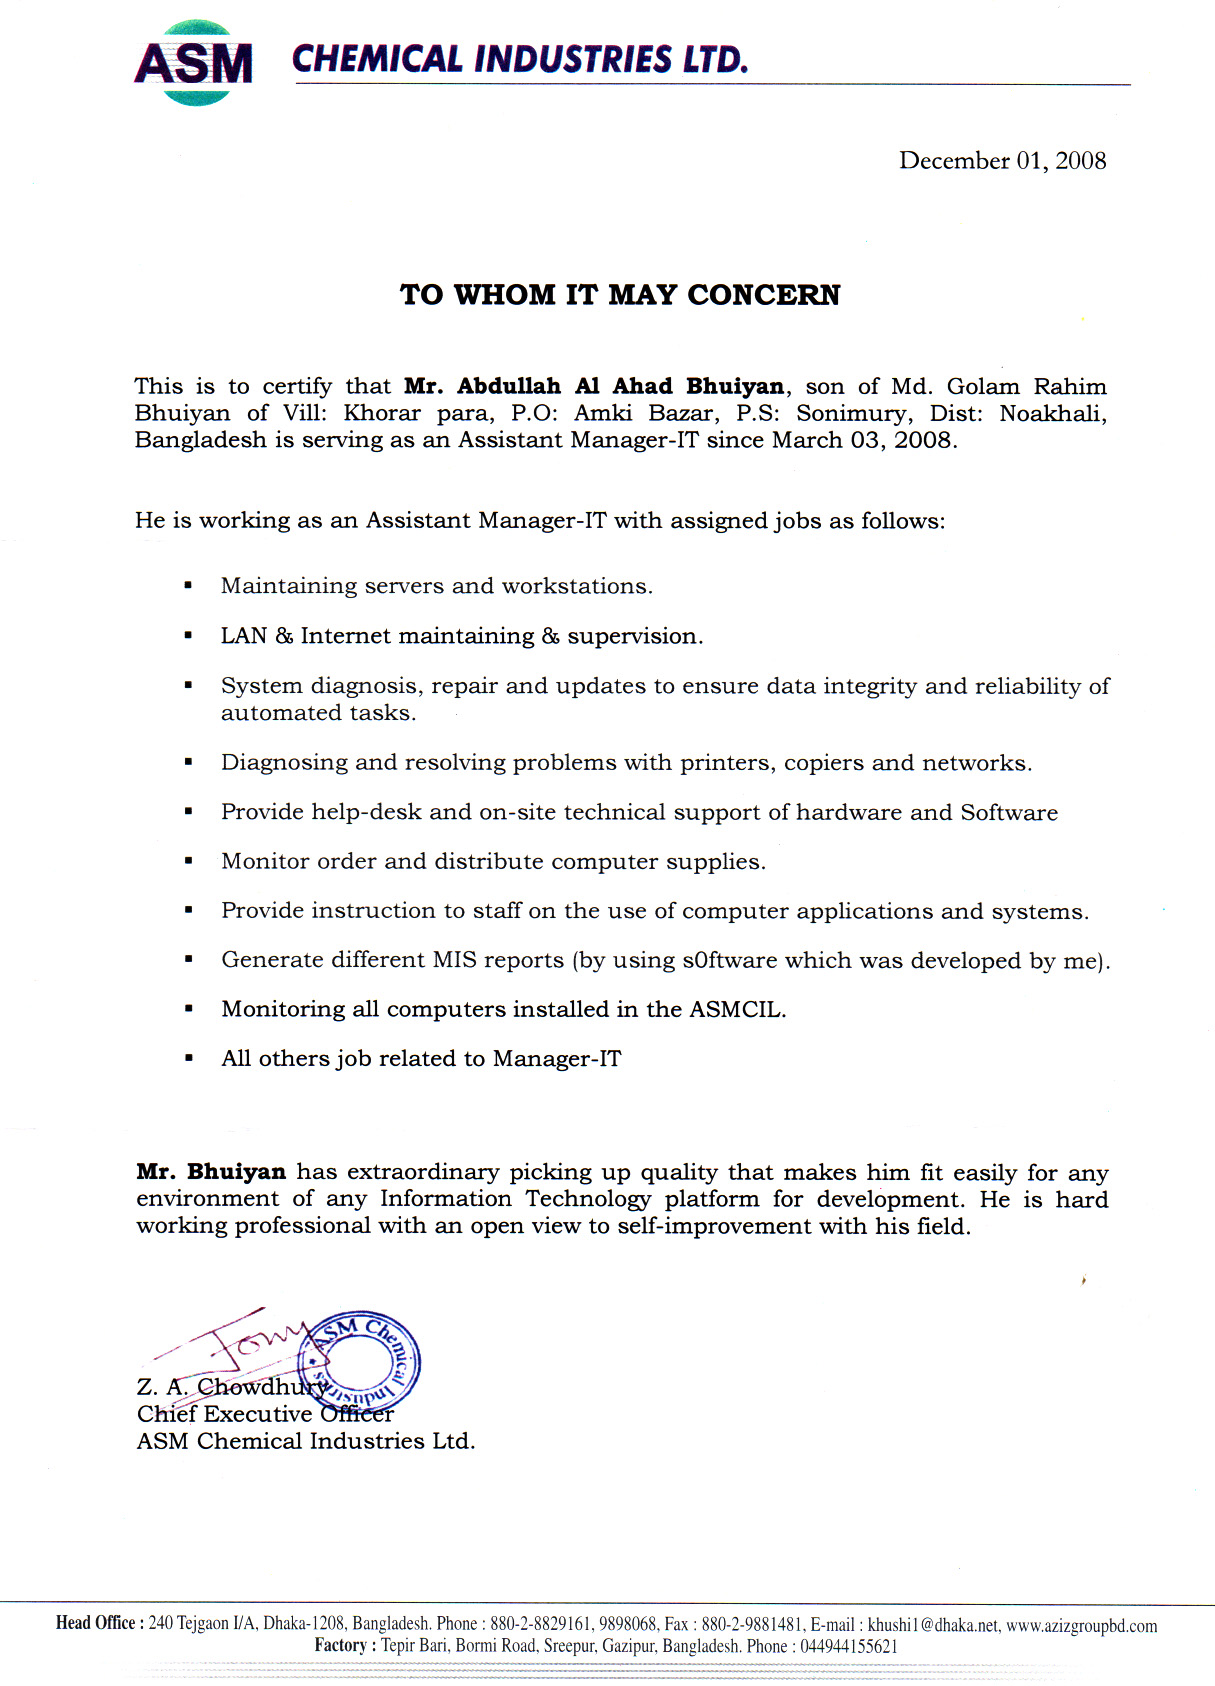 ASM CHEMICAL INDUSTRIES LTD.
December 01, 2008
TO WHOM IT MAY CONCERN
This is to certify that Mr. Abdullah Al Ahad Bhuiyan, son of Md. Golam Rahim
Bhuiyan of Vill: Khorar para, P.O: Amki Bazar, P.S: Sonimury, Dist: Noakhali,
Bangladesh is serving as an Assistant Manager-IT since March 03, 2008.
He is working as an Assistant Manager-IT with assigned jobs as follows:
▪ Maintaining servers and workstations.
▪ LAN & Internet maintaining & supervision.
▪ System diagnosis, repair and updates to ensure data integrity and reliability of
automated tasks.
▪ Diagnosing and resolving problems with printers, copiers and networks.
▪ Provide help-desk and on-site technical support of hardware and Software
▪ Monitor order and distribute computer supplies.
▪ Provide instruction to staff on the use of computer applications and systems.
▪ Generate different MIS reports (by using s0ftware which was developed by me).
▪ Monitoring all computers installed in the ASMCIL.
▪ All others job related to Manager-IT
Mr. Bhuiyan has extraordinary picking up quality that makes him fit easily for any
environment of any Information Technology platform for development. He is hard
working professional with an open view to self-improvement with his field.
ASM Chemical Industries
Z. A. Chowdhury
Chief Executive Officer
ASM Chemical Industries Ltd.
Head Office : 240 Tejgaon I/A, Dhaka-1208, Bangladesh. Phone : 880-2-8829161, 9898068, Fax : 880-2-9881481, E-mail : khushi1@dhaka.net, www.azizgroupbd.com
Factory : Tepir Bari, Bormi Road, Sreepur, Gazipur, Bangladesh. Phone : 044944155621